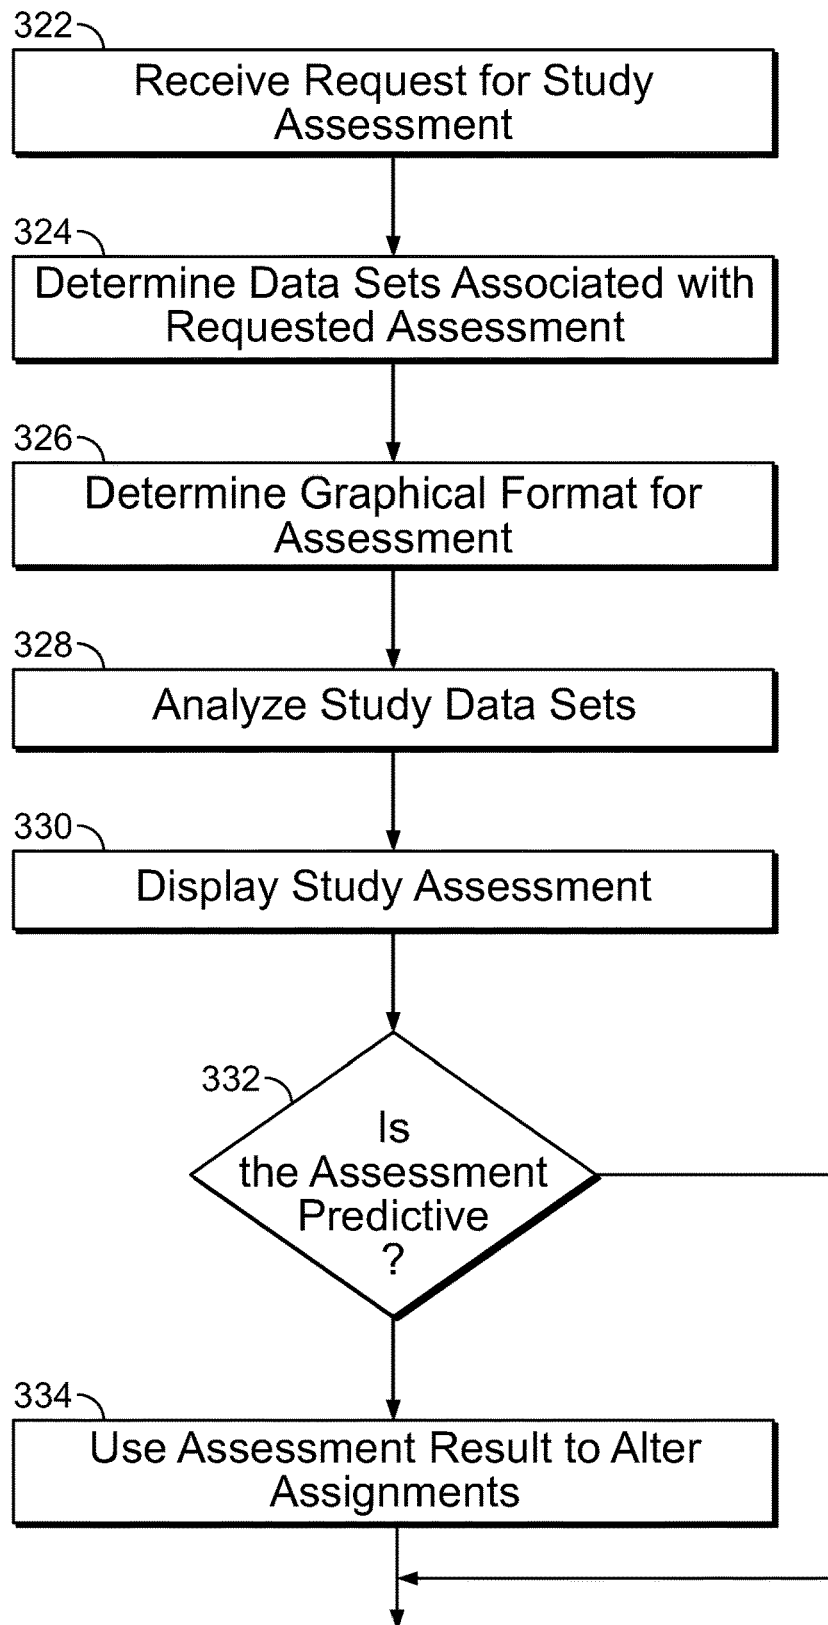 322
Receive Request for Study
Assessment
324
Determine Data Sets Associated with
Requested Assessment
326
Determine Graphical Format for
Assessment
328
Analyze Study Data Sets
330
Display Study Assessment
332
Is
the Assessment
Predictive
?
334
Use Assessment Result to Alter
Assignments